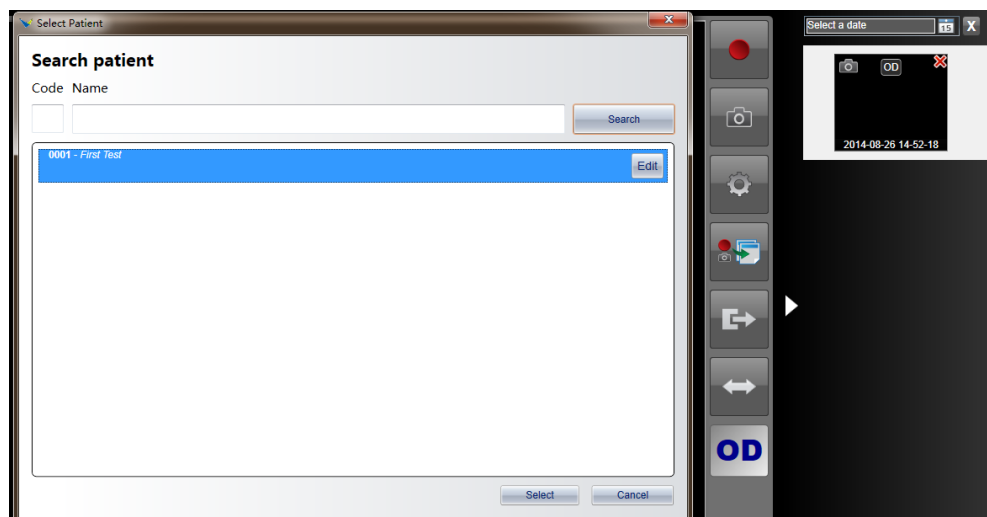 Select Patient
Search patient
Code Name
Search
0001 - First Test
Edit
Select Cancel
OD
Select a date 15 X
OD
2014-08-26 14-52-18